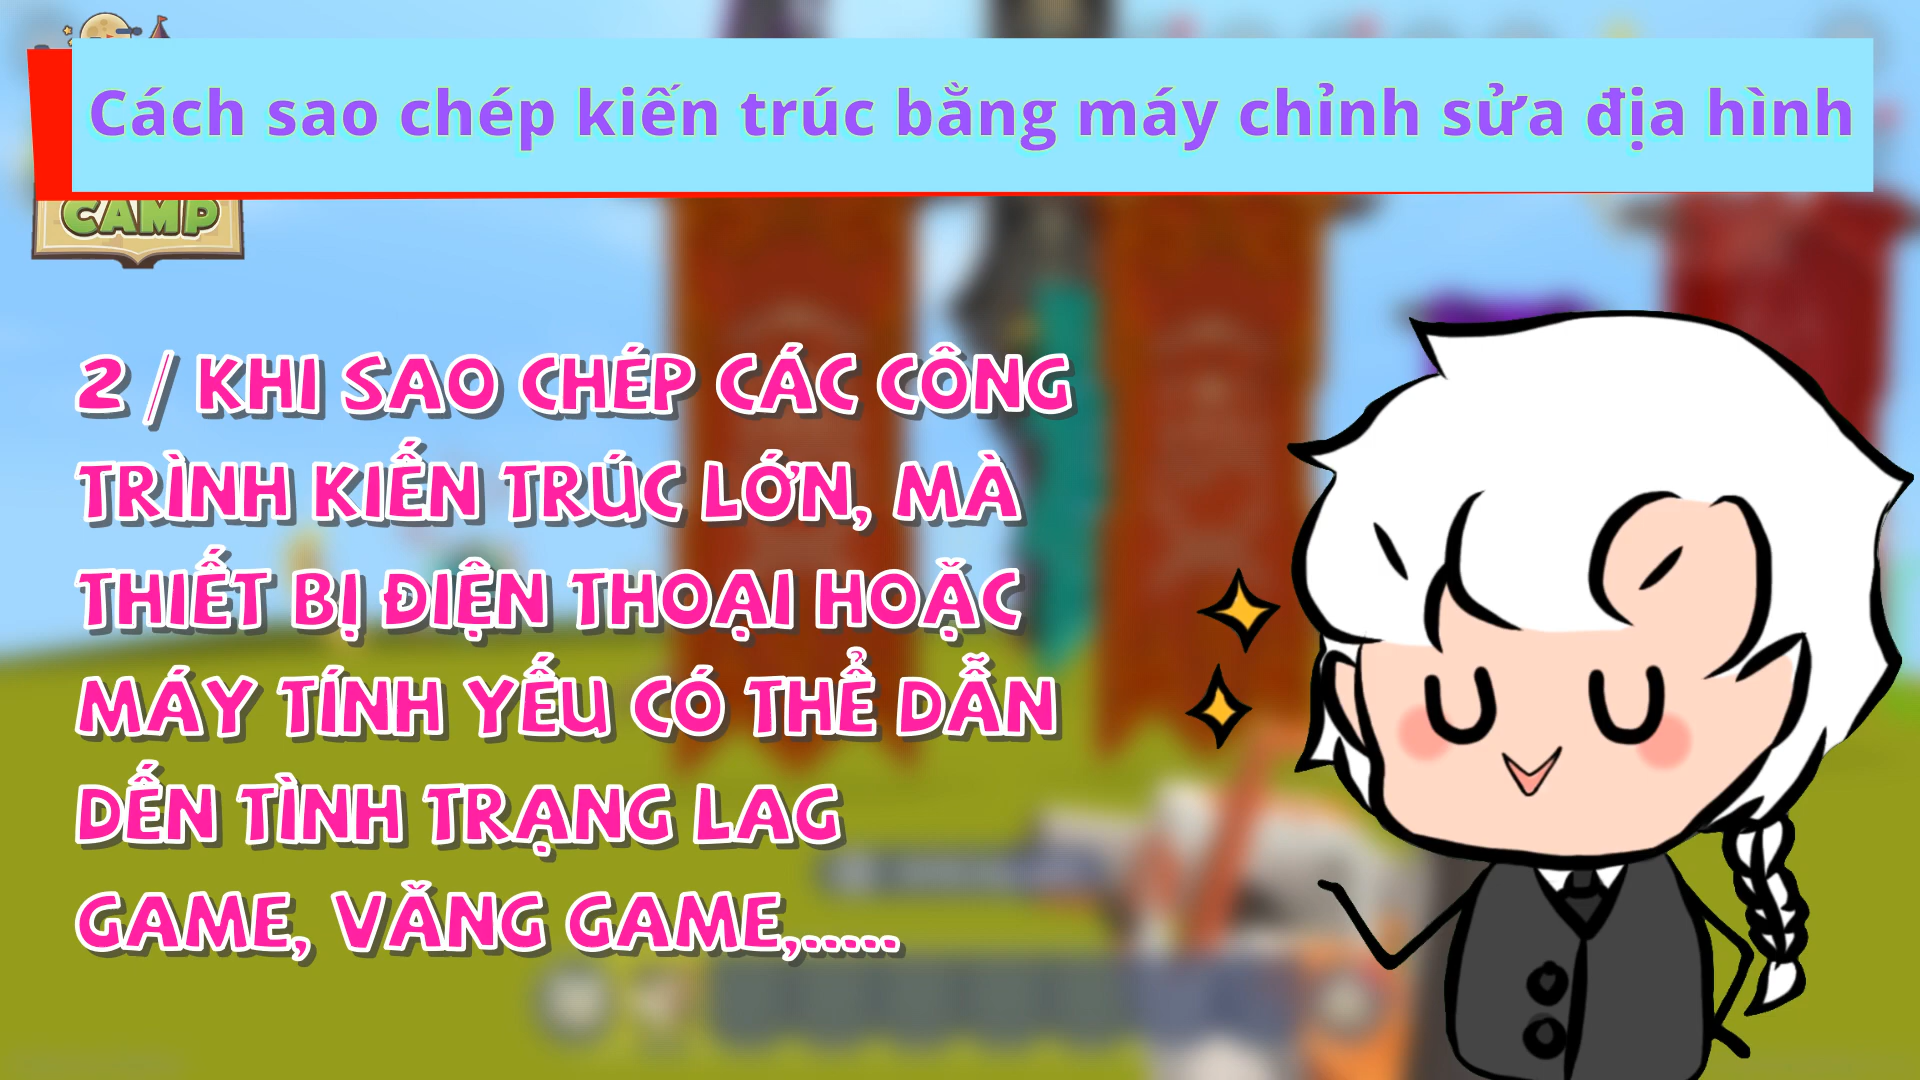 Cách sao chép kiến trúc bằng máy chỉnh sửa địa hình
CAMP
2 / KHI SAO CHÉP CÁC CÔNG
TRÌNH KIẾN TRÚC LỚN, MÀ
THIẾT BỊ ĐIỆN THOẠI HOẶC
MÁY TÍNH YẾU CÓ THỂ DẪN
DẾN TÌNH TRẠNG LAG
GAME, VĂNG GAME,.....